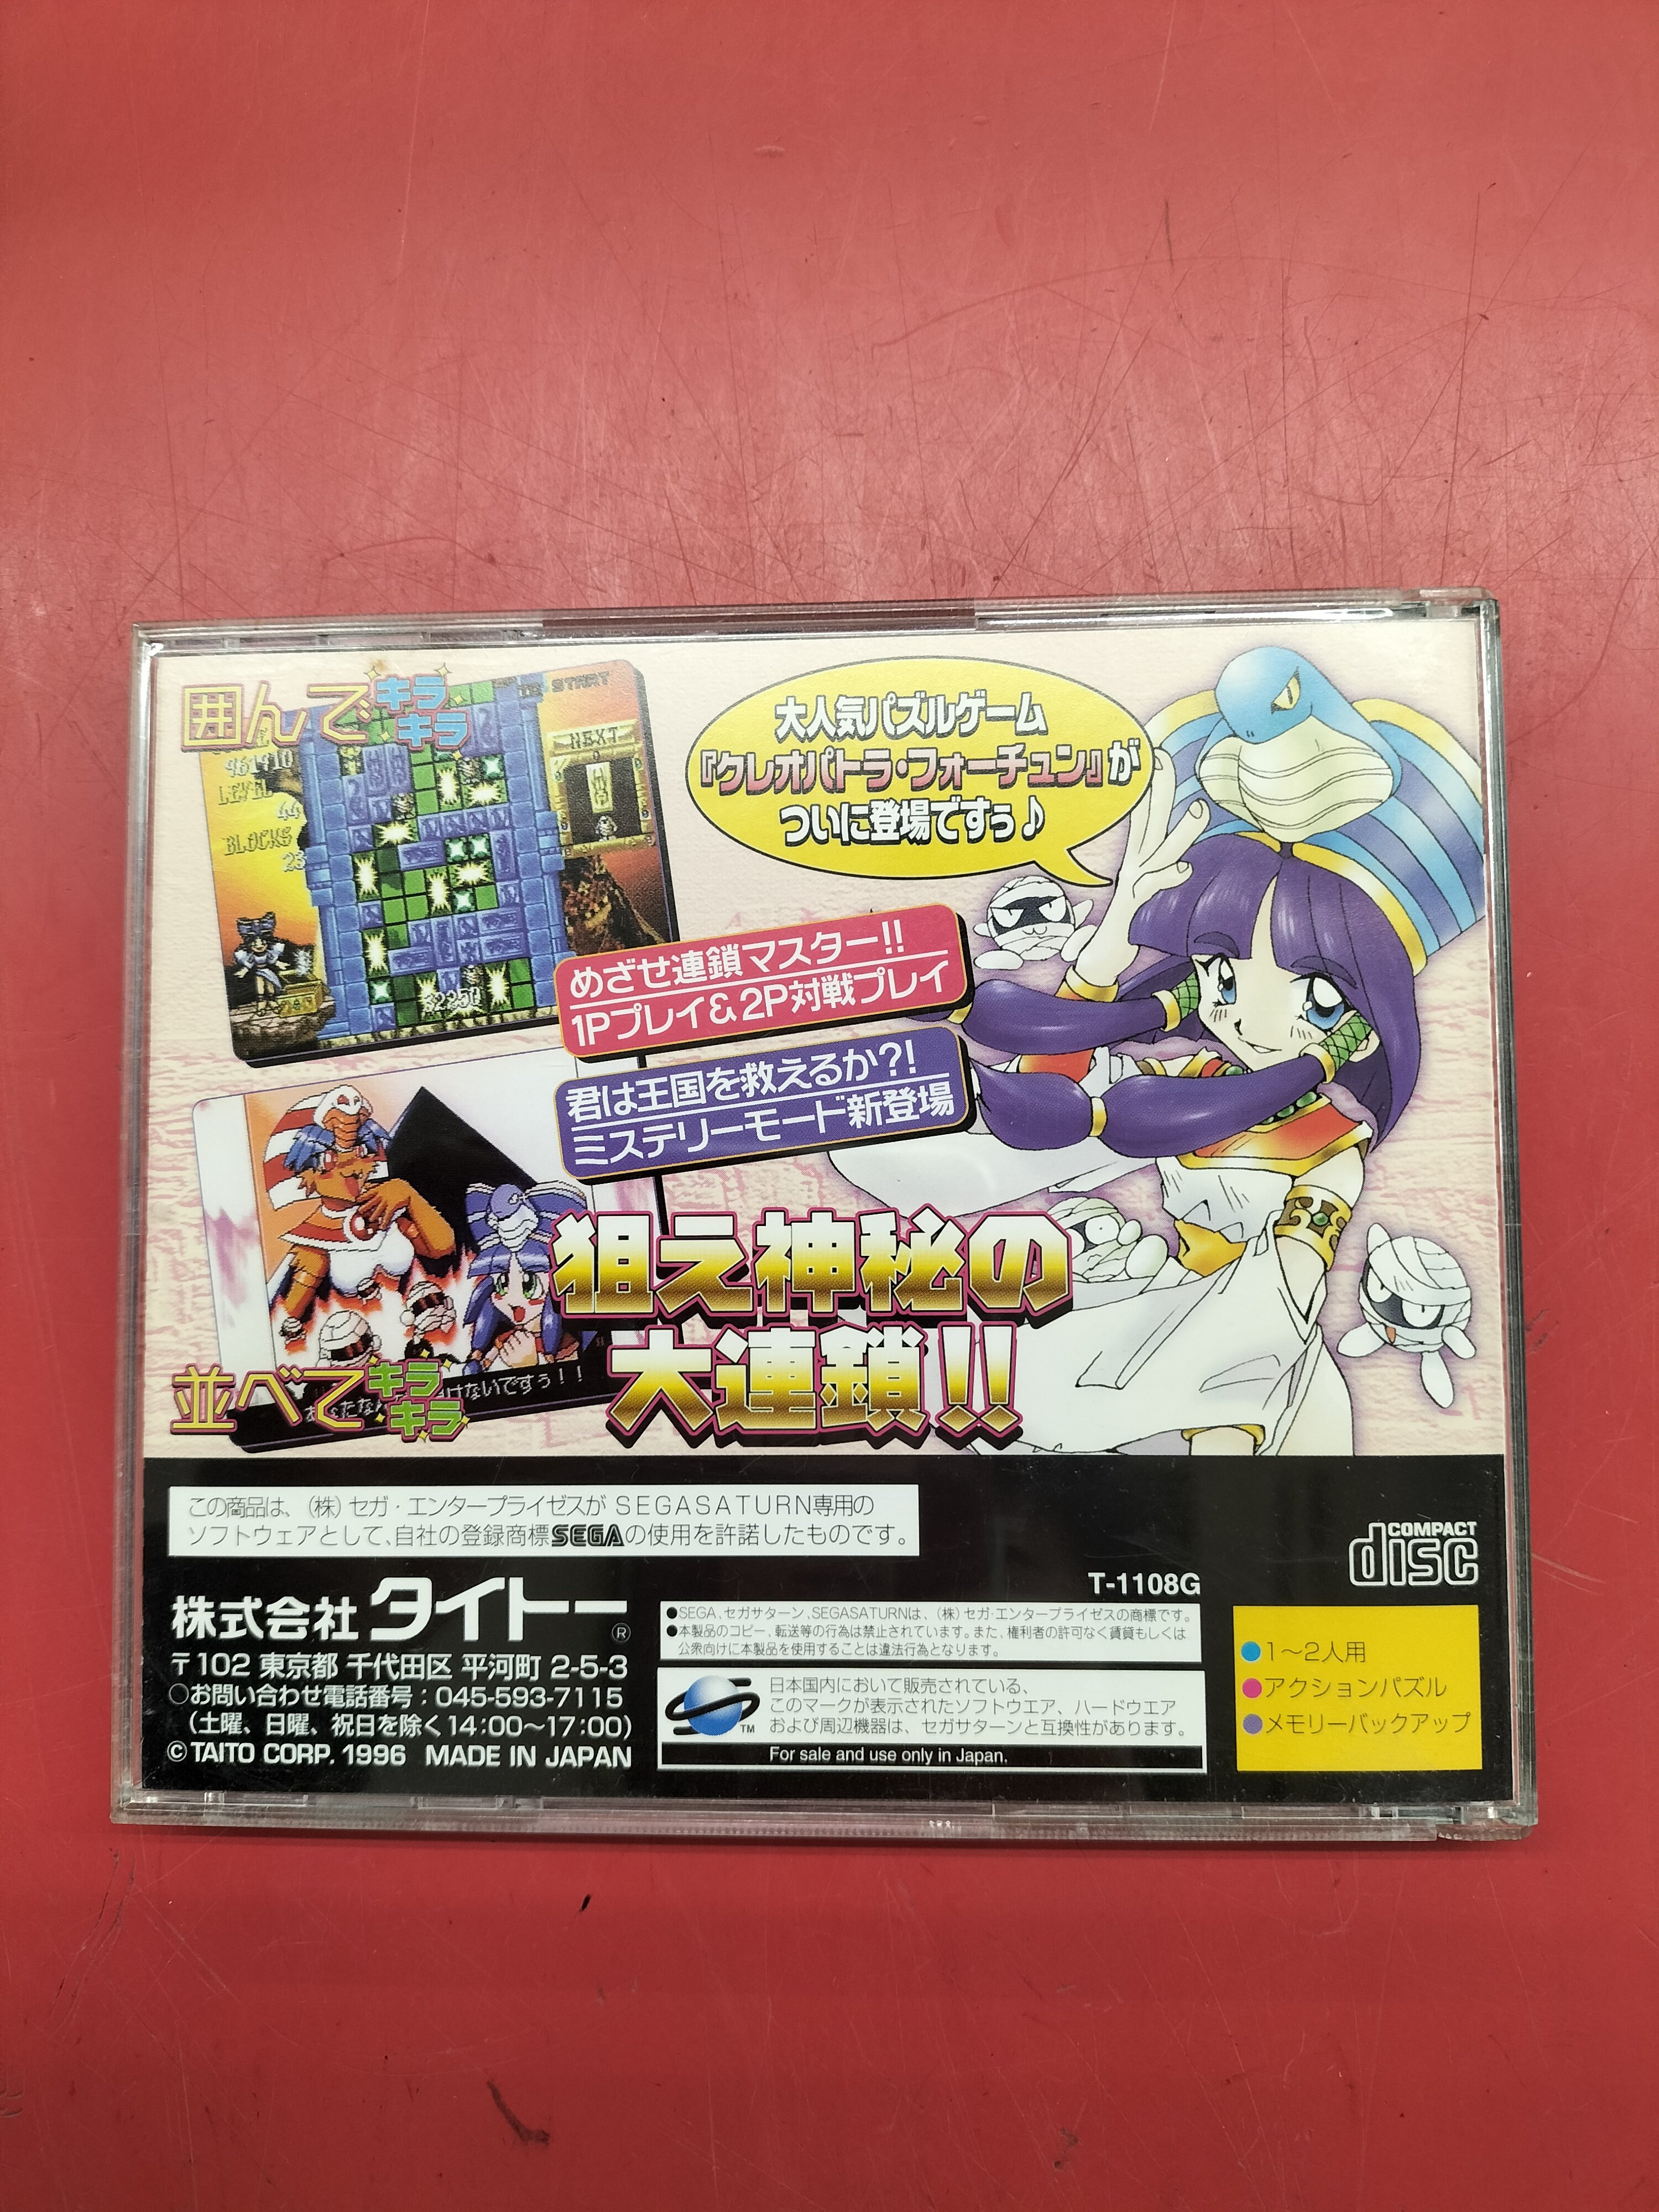 囲んでキラキラ
START
461410
LEVEL
44
BLOCKS
NEXT
32250
大人気パズルゲーム
『クレオパトラ・フォーチュン』が
ついに登場ですぅ♪
めざせ連鎖マスター!!
1Pプレイ&2P対戦プレイ
君は王国を救えるか?!
ミステリーモード新登場
狙え神秘の
大連鎖!!
並べてキラキラ
けないですぅ!!
この商品は、(株)セガ・エンタープライゼスが SEGASATURN専用の
ソフトウェアとして、自社の登録商標SEGAの使用を許諾したものです。
COMPACT
disc
T-1108G
株式会社 タイトー®
〒102 東京都 千代田区 平河町 2-5-3
○お問い合わせ電話番号:045-593-7115
(土曜、日曜、祝日を除く14:00~17:00)
©TAITO CORP. 1996 MADE IN JAPAN
●SEGA、セガサターン、SEGASATURNは、(株)セガ・エンタープライゼスの商標です。
●本製品のコピー、転送等の行為は禁止されています。また、権利者の許可なく賃貸もしくは
公衆向けに本製品を使用することは違法行為となります。
TM
日本国内において販売されている、
このマークが表示されたソフトウエア、ハードウエア
および周辺機器は、セガサターンと互換性があります。
For sale and use only in Japan.
●1~2人用
●アクションパズル
●メモリーバックアップ